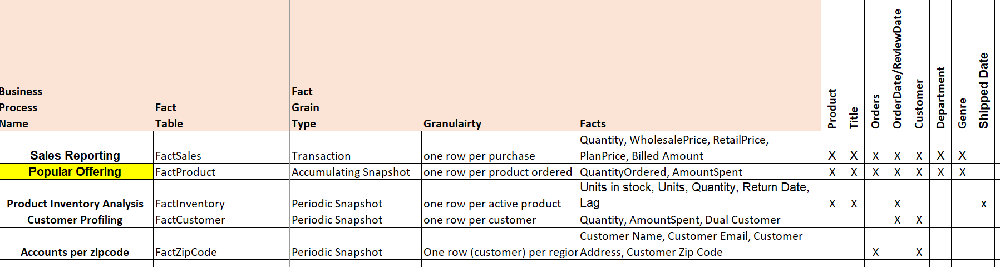 Business
Process
Name
Fact
Table
Fact
Grain
Type
Granulairty
Facts
Product
Title
Orders
OrderDate/ReviewDate
Customer
Department
Genre
Shipped Date
Sales Reporting FactSales Transaction one row per purchase Quantity, WholesalePrice, RetailPrice,
PlanPrice, Billed Amount X X X X X X X
Popular Offering FactProduct Accumulating Snapshot one row per product ordered QuantityOrdered, AmountSpent X X X X X X X
Product Inventory Analysis FactInventory Periodic Snapshot one row per active product Units in stock, Units, Quantity, Return Date,
Lag X X X x
Customer Profiling FactCustomer Periodic Snapshot one row per customer Quantity, AmountSpent, Dual Customer X X
Accounts per zipcode FactZipCode Periodic Snapshot One row (customer) per region Customer Name, Customer Email, Customer
Address, Customer Zip Code X X